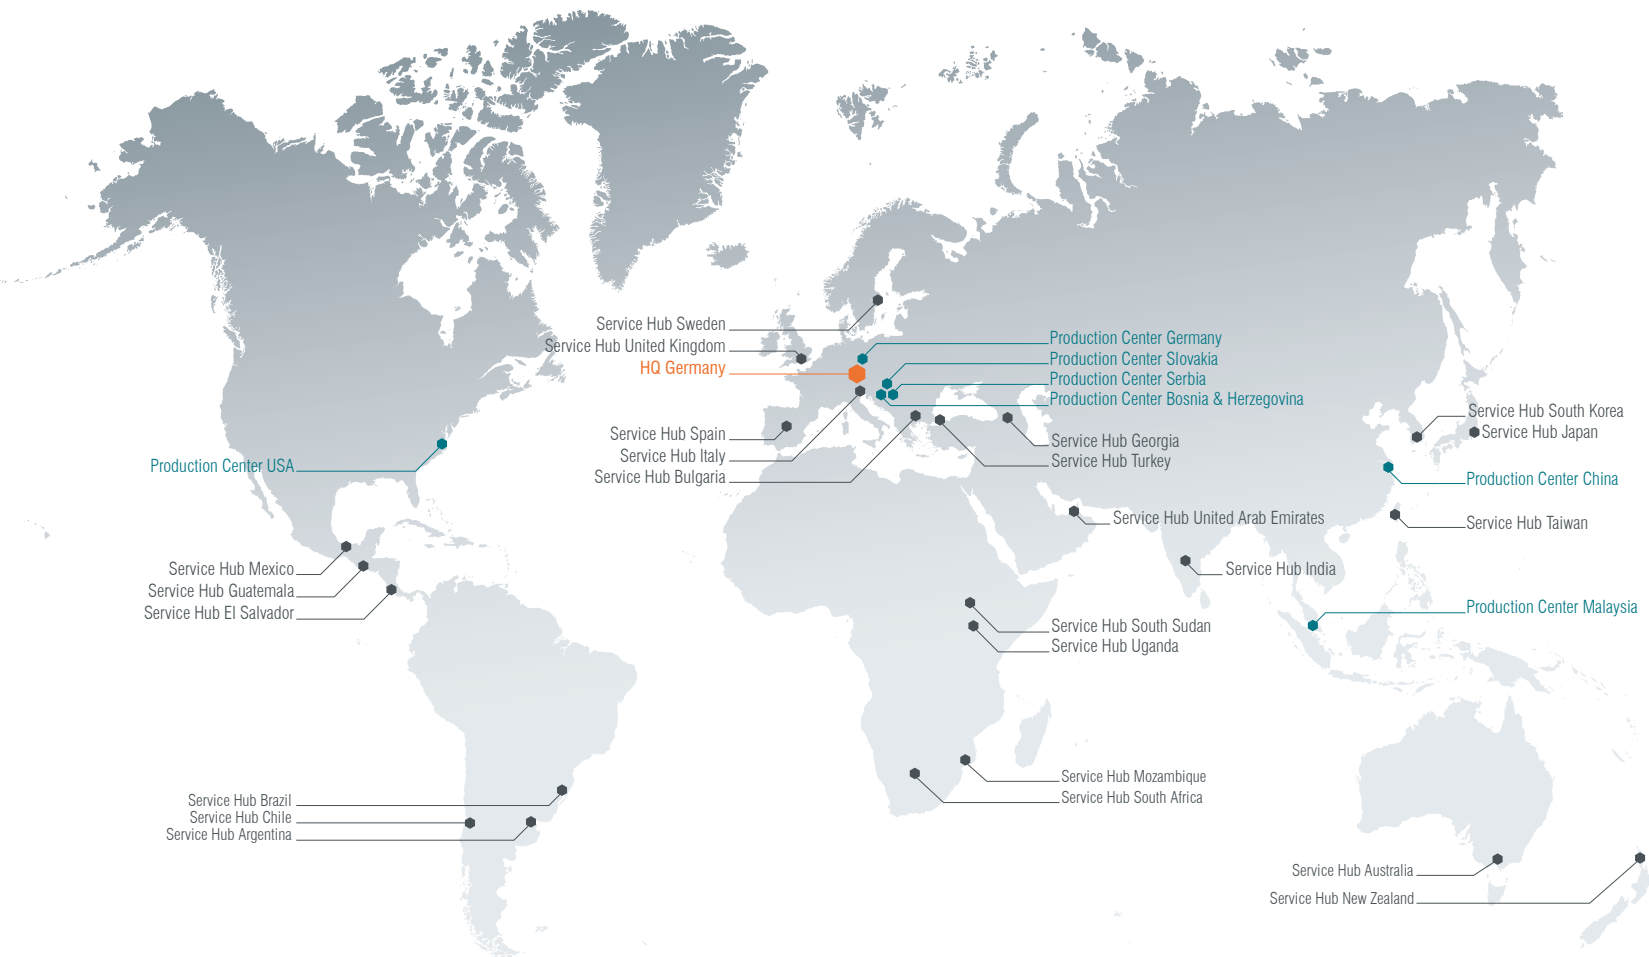 Service Hub Sweden
Service Hub United Kingdom
HQ Germany
Production Center Germany
Production Center Slovakia
Production Center Serbia
Production Center Bosnia & Herzegovina
Service Hub Spain
Service Hub Italy
Service Hub Bulgaria
Service Hub Georgia
Service Hub Turkey
Service Hub South Korea
Service Hub Japan
Production Center USA
Production Center China
Service Hub United Arab Emirates
Service Hub Taiwan
Service Hub Mexico
Service Hub Guatemala
Service Hub El Salvador
Service Hub India
Production Center Malaysia
Service Hub South Sudan
Service Hub Uganda
Service Hub Mozambique
Service Hub South Africa
Service Hub Brazil
Service Hub Chile
Service Hub Argentina
Service Hub Australia
Service Hub New Zealand